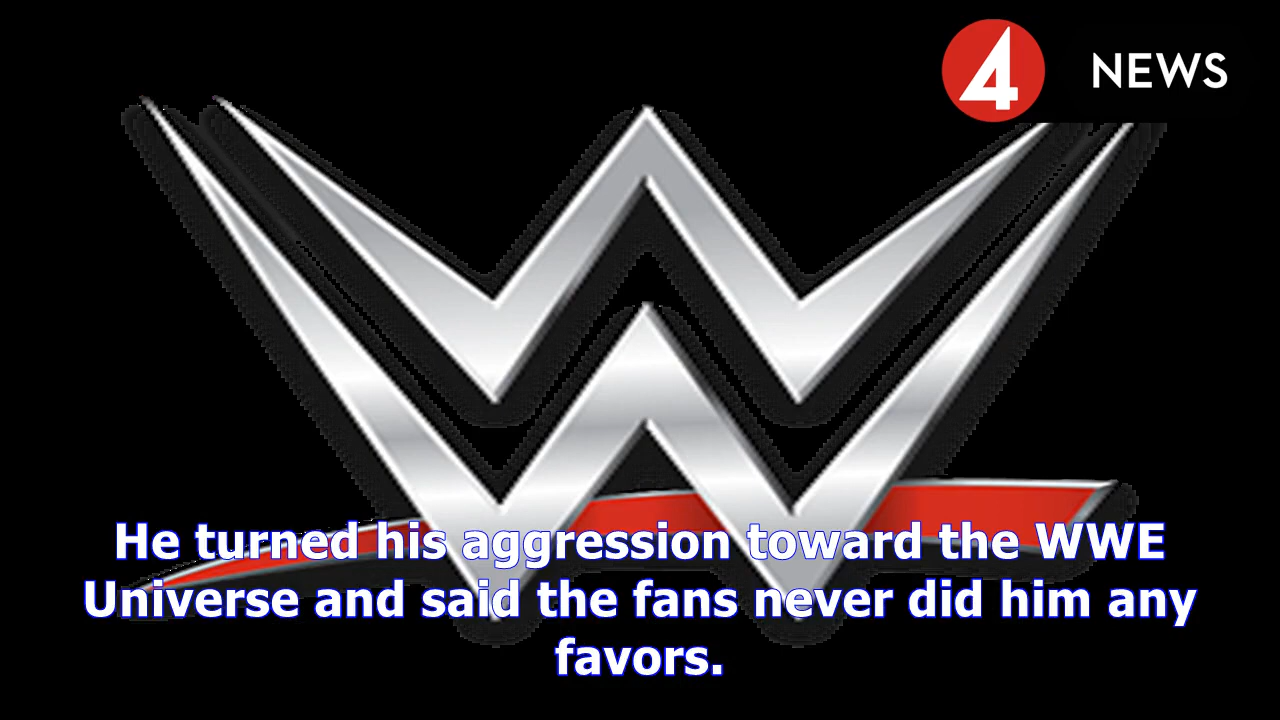 4 NEWS
W
He turned his aggression toward the WWE
Universe and said the fans never did him any
favors.